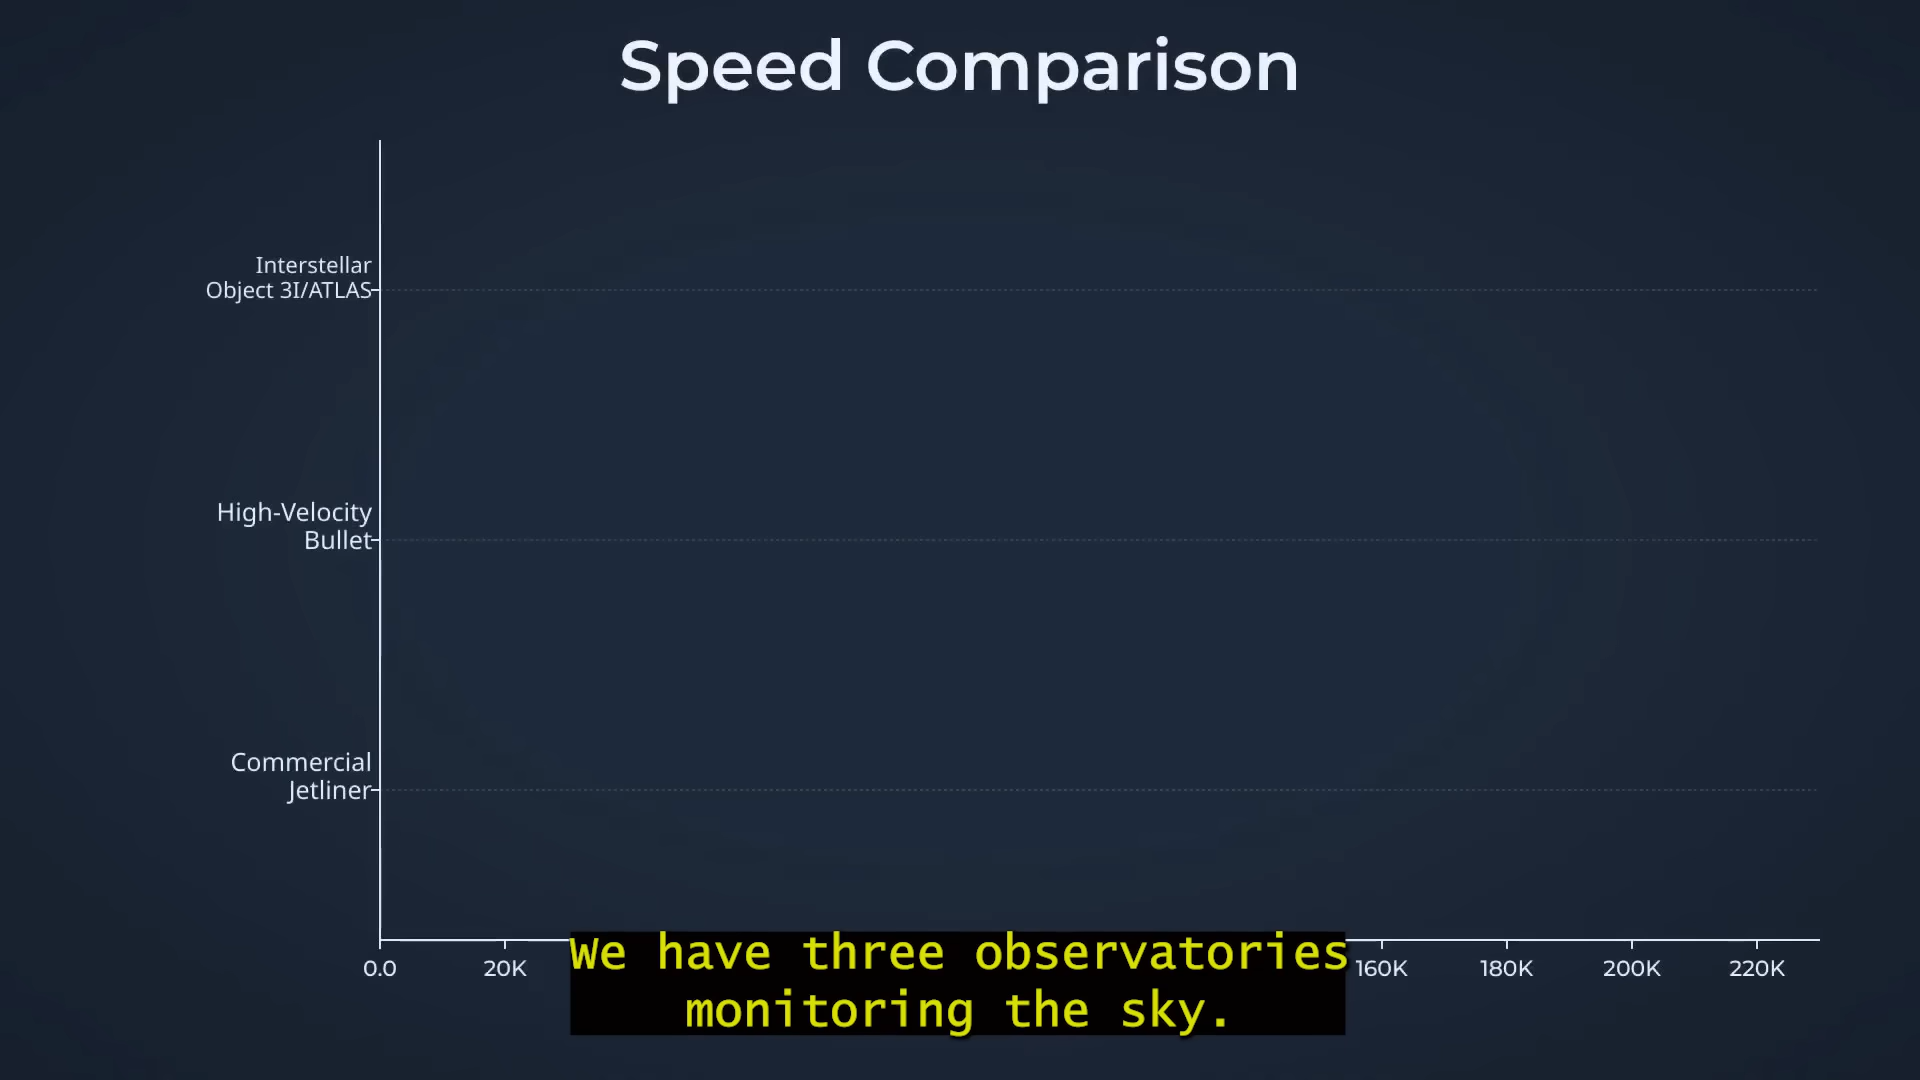 Speed Comparison
Interstellar
Object 3I/ATLAS
High-Velocity
Bullet
Commercial
Jetliner
0.0 20K 160K 180K 200K 220K
We have three observatories
monitoring the sky.